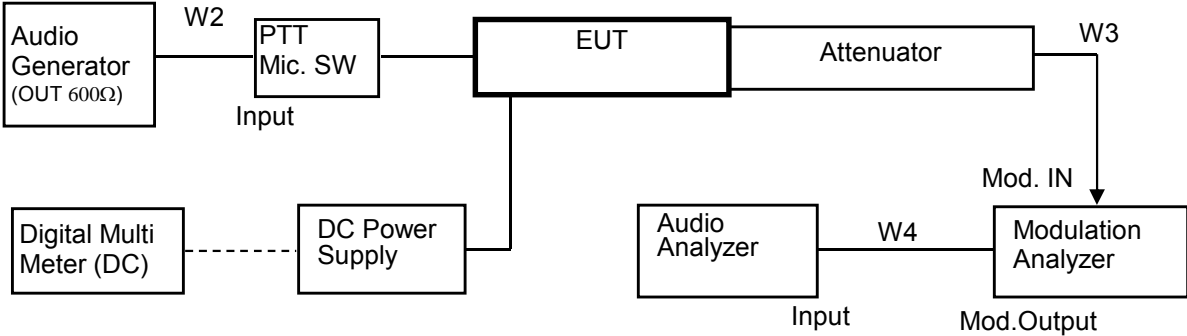 W2
Audio
Generator
(OUT 600Ω)
PTT
Mic. SW
Input
EUT
Attenuator
W3
Mod. IN
Digital Multi
Meter (DC)
DC Power
Supply
Audio
Analyzer
Input
W4
Modulation
Analyzer
Mod.Output